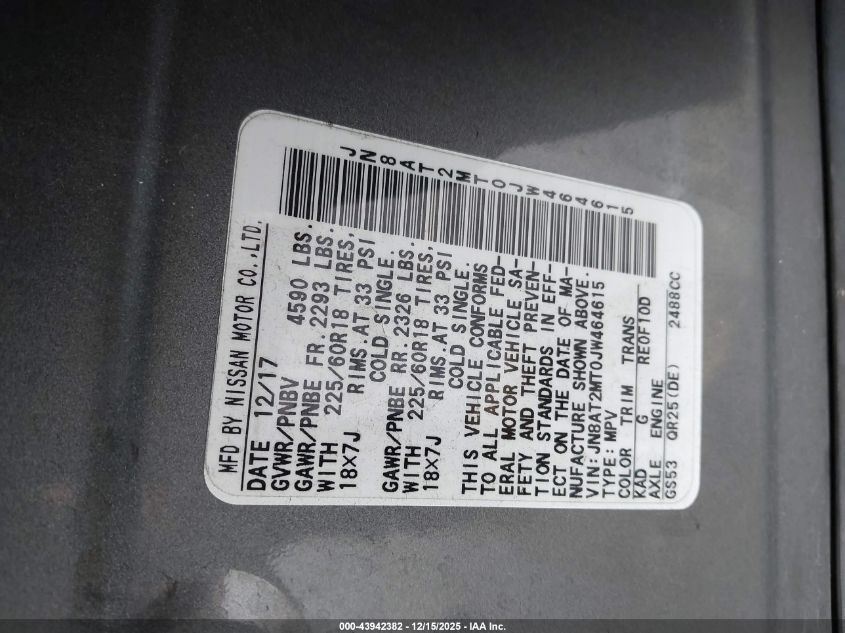 JN8AT2MT0JW464615
MFD BY NISSAN MOTOR CO.,LTD.
DATE 12/17
GVWR/PNBV 4590 LBS.
GAWR/PNBE FR. 2293 LBS.
WITH 225/60R18 TIRES,
18X7J RIMS.AT 33 PSI
COLD SINGLE.
GAWR/PNBE RR. 2326 LBS.
WITH 225/60R18 TIRES,
18X7J RIMS.AT 33 PSI
COLD SINGLE.
THIS VEHICLE CONFORMS
TO ALL APPLICABLE FED-
ERAL MOTOR VEHICLE SA-
FETY AND THEFT PREVEN-
TION STANDARDS IN EFF-
ECT ON THE DATE OF MA-
NUFACTURE SHOWN ABOVE.
VIN:JN8AT2MT0JW464615
TYPE:MPV
COLOR TRIM TRANS
KAD G RE0F10D
AXLE ENGINE
GS53 QR25(DE) 2488CC
000-43942382 - 12/15/2025 - IAA Inc.